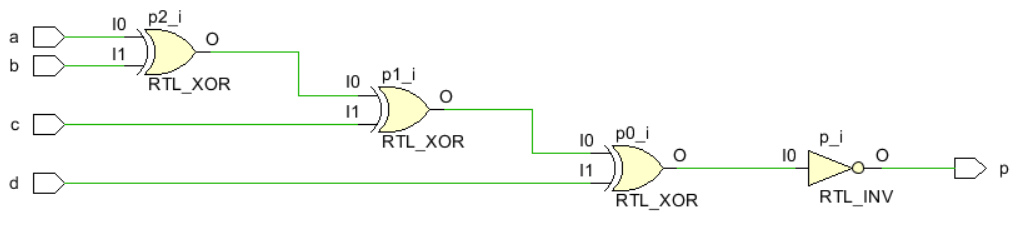 p2_i
I0
a
O
I1
b
RTL_XOR
p1_i
I0
O
I1
c
RTL_XOR
p0_i
I0
O
I1
d
RTL_XOR
p_i
I0
O
p
RTL_INV